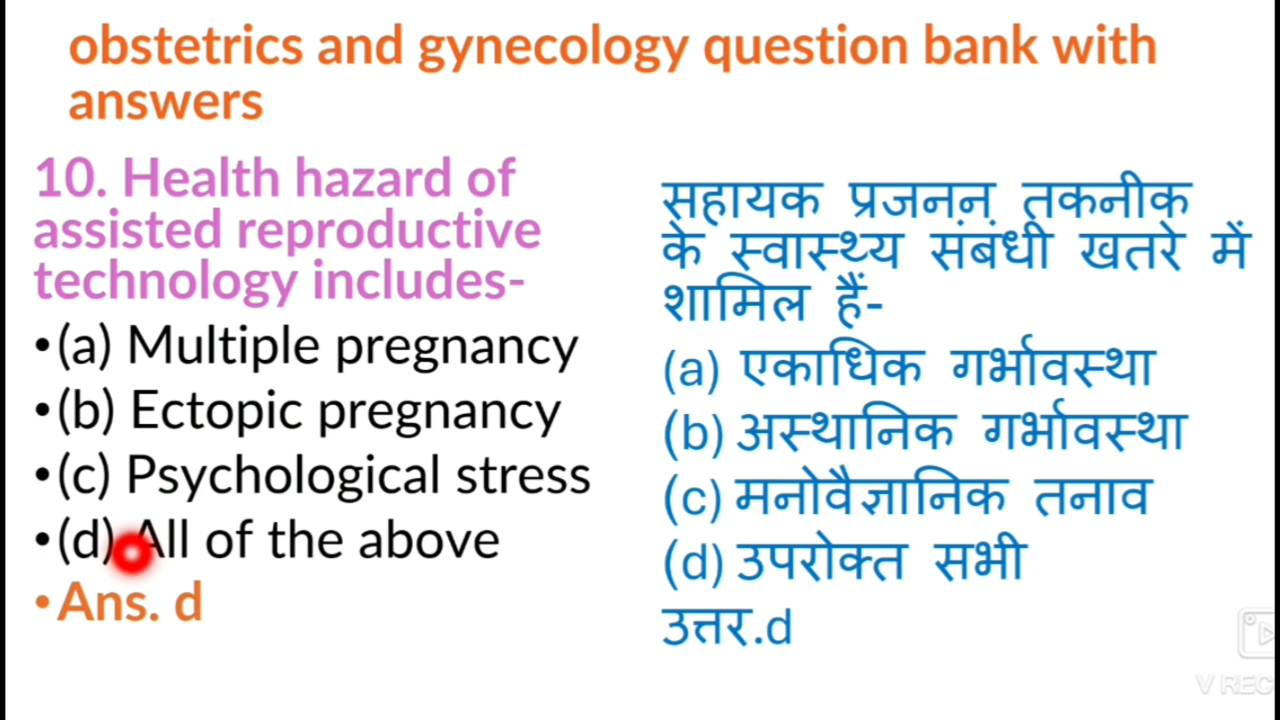 obstetrics and gynecology question bank with
answers
10. Health hazard of
assisted reproductive
technology includes-
•(a) Multiple pregnancy
•(b) Ectopic pregnancy
•(c) Psychological stress
•(d) All of the above
•Ans. d
सहायक प्रजनन तकनीक
के स्वास्थ्य संबंधी खतरे में
शामिल हैं-
(a) एकाधिक गर्भावस्था
(b) अस्थानिक गर्भावस्था
(c) मनोवैज्ञानिक तनाव
(d) उपरोक्त सभी
उत्तर.d
V REC